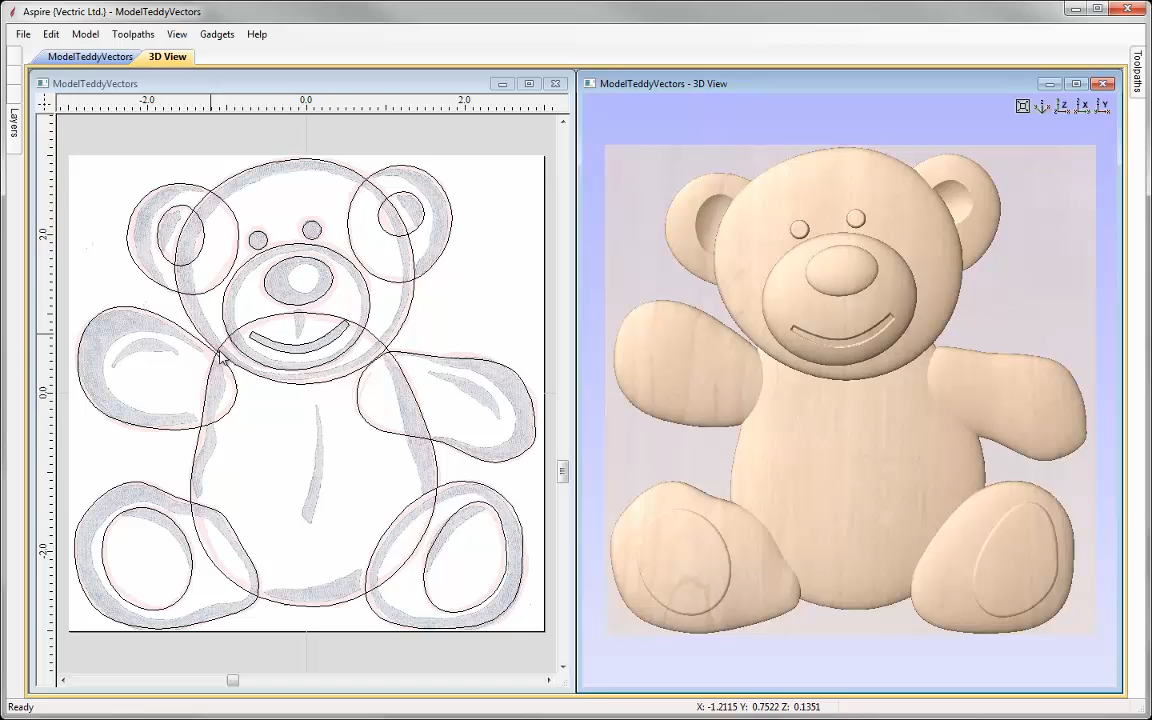 Aspire {Vectric Ltd.} - ModelTeddyVectors
File Edit Model Toolpaths View Gadgets Help
ModelTeddyVectors 3D View
ModelTeddyVectors
ModelTeddyVectors - 3D View
-2.0 0.0 2.0
Z X Y
2.0
0.0
-2.0
Layers
Toolpaths
Ready
X: -1.2115 Y: 0.7522 Z: 0.1351